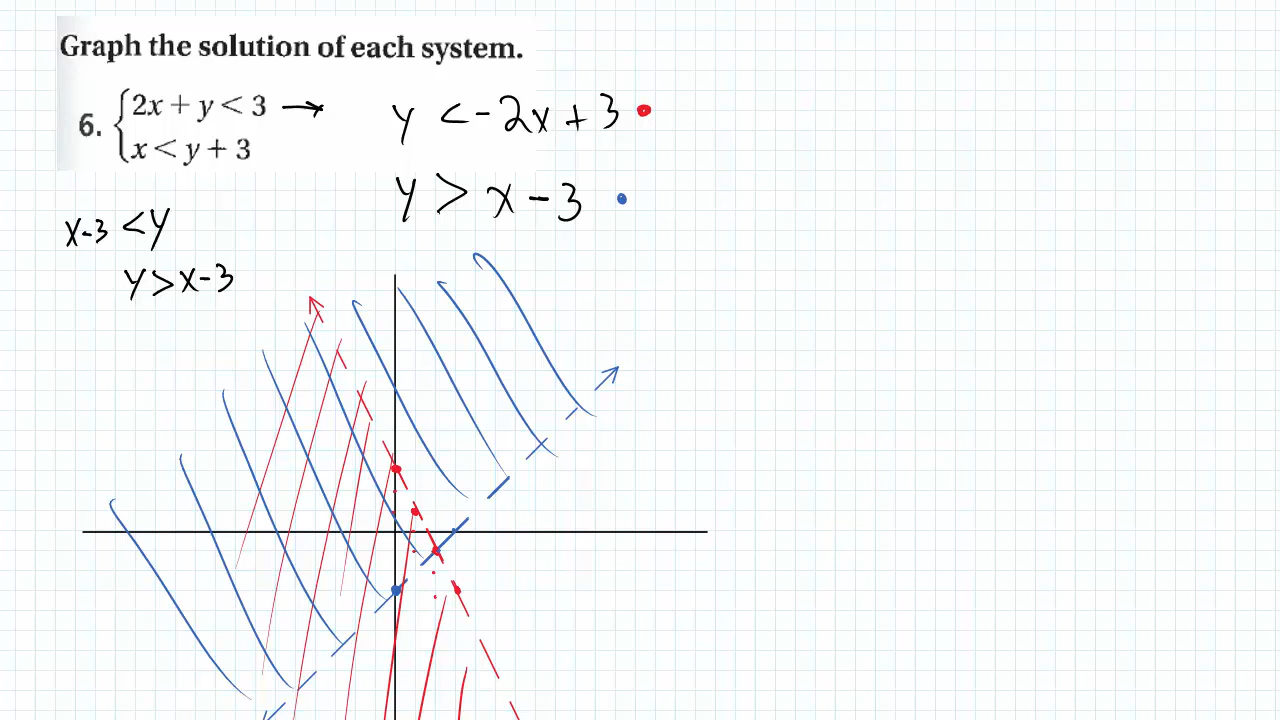 Graph the solution of each system.
6. { 2x + y < 3 → y < -2x + 3
x < y + 3
y > x - 3
x-3 < y
y > x-3